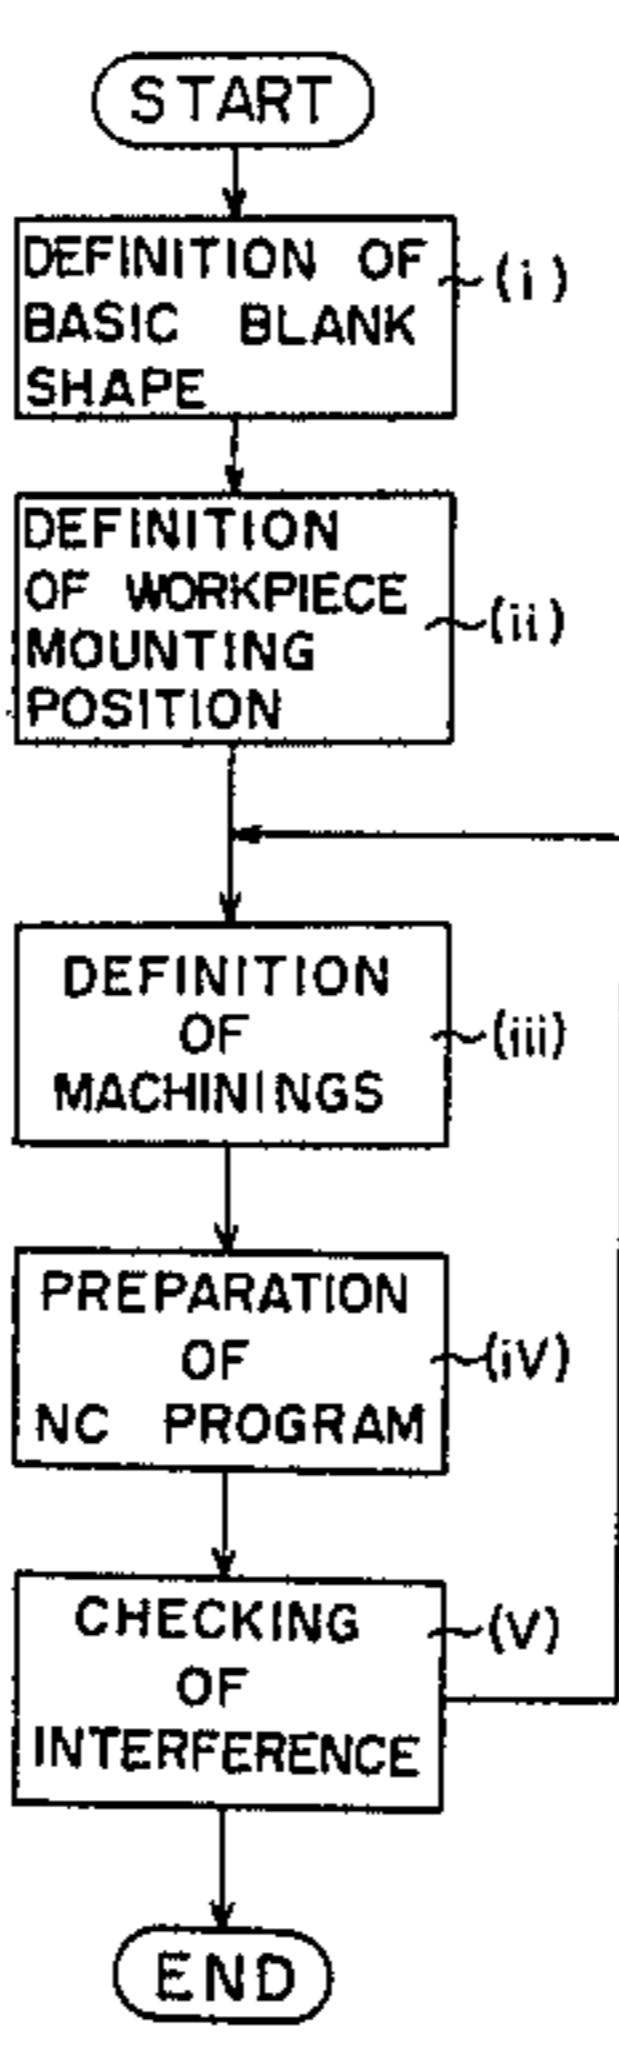 START
DEFINITION OF
BASIC BLANK
SHAPE
(i)
DEFINITION
OF WORKPIECE
MOUNTING
POSITION
(ii)
DEFINITION
OF
MACHININGS
(iii)
PREPARATION
OF
NC PROGRAM
(iV)
CHECKING
OF
INTERFERENCE
(V)
END